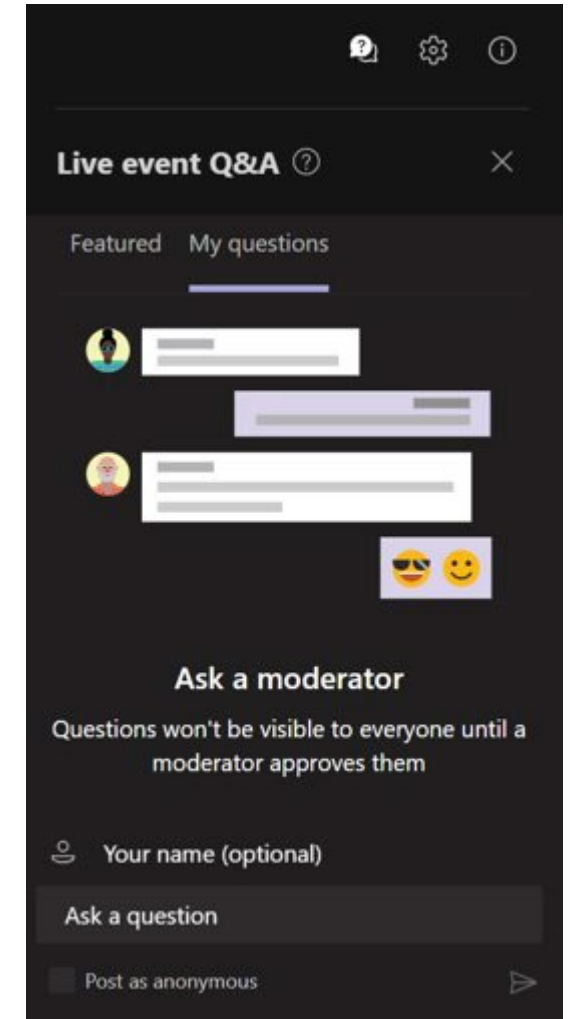 Live event Q&A
Featured
My questions
Ask a moderator
Questions won't be visible to everyone until a
moderator approves them
Your name (optional)
Ask a question
Post as anonymous